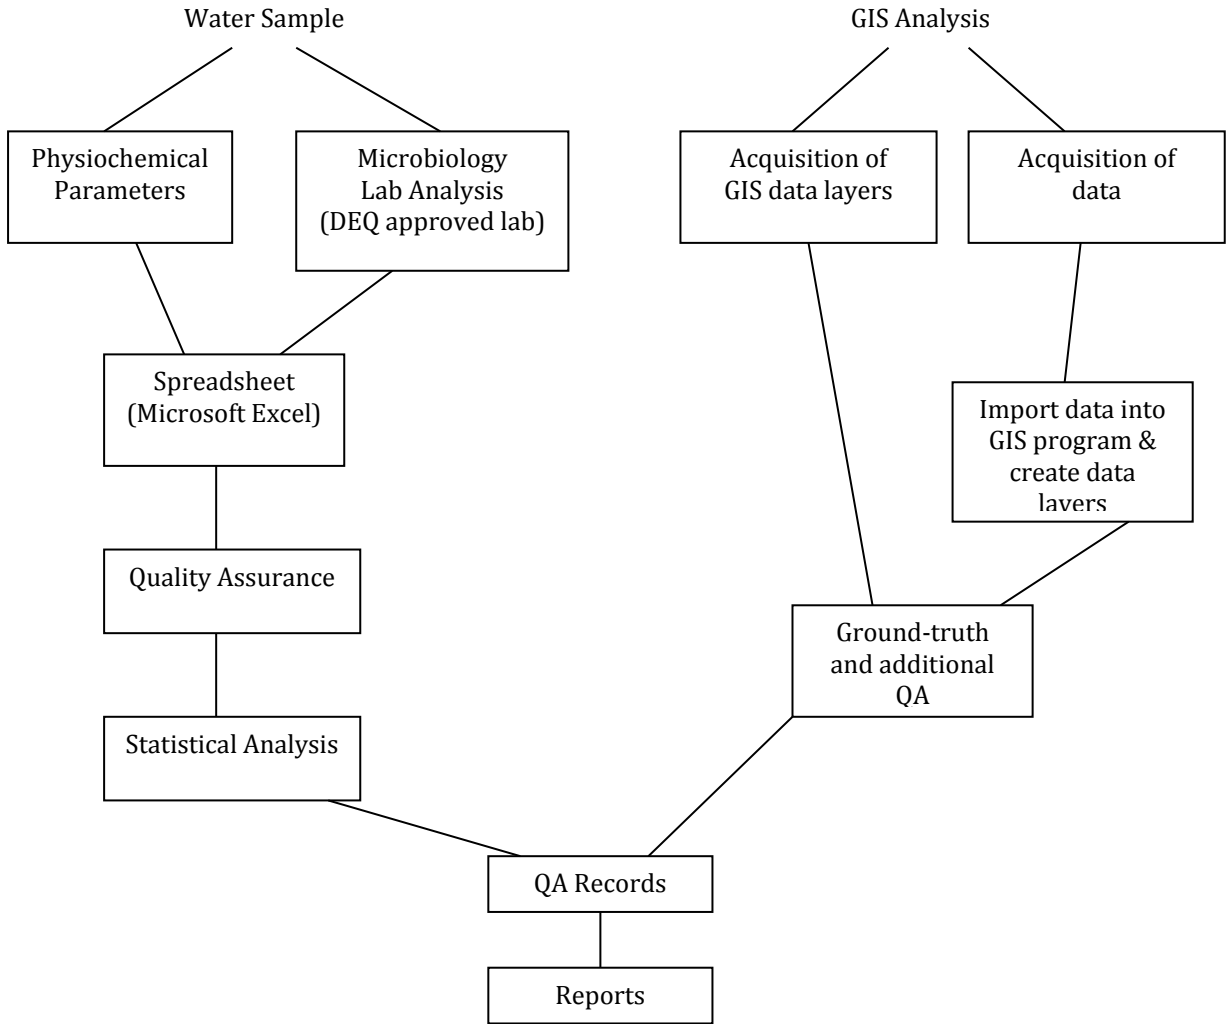 Water Sample
GIS Analysis
Physiochemical
Parameters
Microbiology
Lab Analysis
(DEQ approved lab)
Acquisition of
GIS data layers
Acquisition of
data
Spreadsheet
(Microsoft Excel)
Import data into
GIS program &
create data
layers
Quality Assurance
Ground-truth
and additional
QA
Statistical Analysis
QA Records
Reports